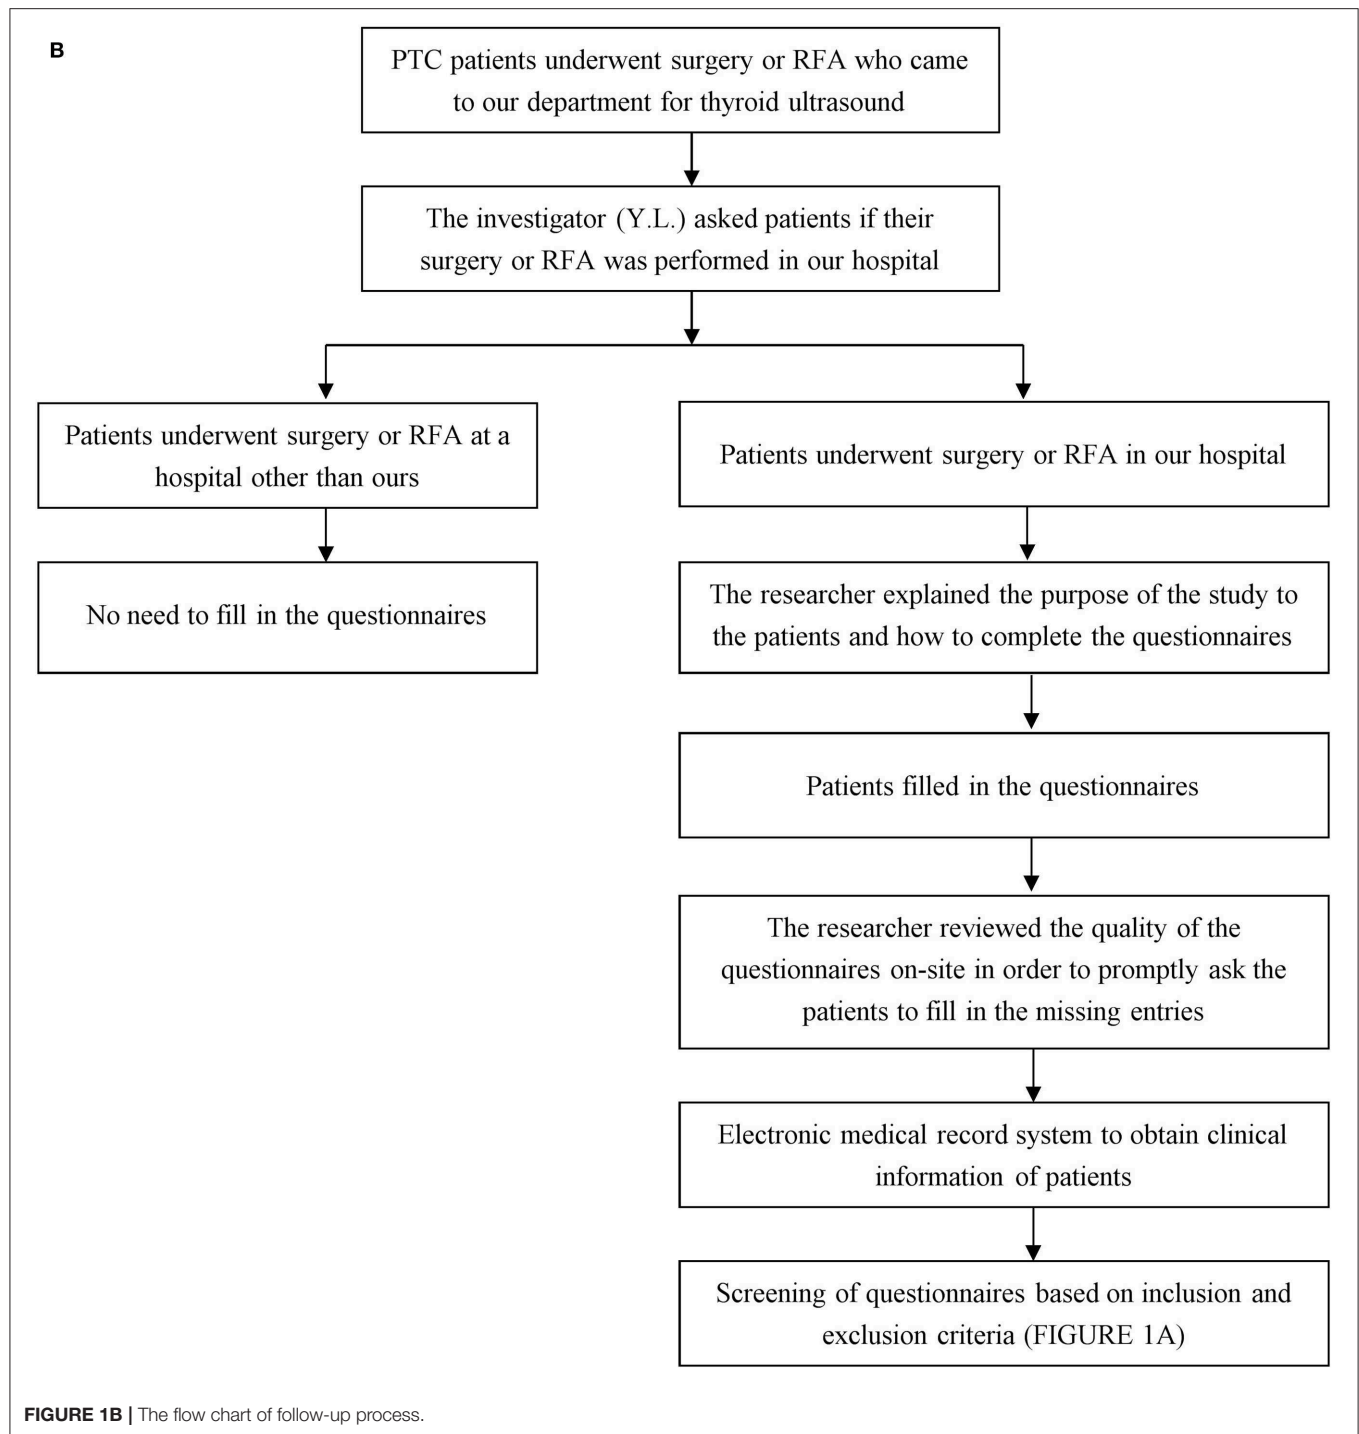 B
PTC patients underwent surgery or RFA who came
to our department for thyroid ultrasound
The investigator (Y.L.) asked patients if their
surgery or RFA was performed in our hospital
Patients underwent surgery or RFA at a
hospital other than ours
No need to fill in the questionnaires
Patients underwent surgery or RFA in our hospital
The researcher explained the purpose of the study to
the patients and how to complete the questionnaires
Patients filled in the questionnaires
The researcher reviewed the quality of the
questionnaires on-site in order to promptly ask the
patients to fill in the missing entries
Electronic medical record system to obtain clinical
information of patients
Screening of questionnaires based on inclusion and
exclusion criteria (FIGURE 1A)
FIGURE 1B | The flow chart of follow-up process.